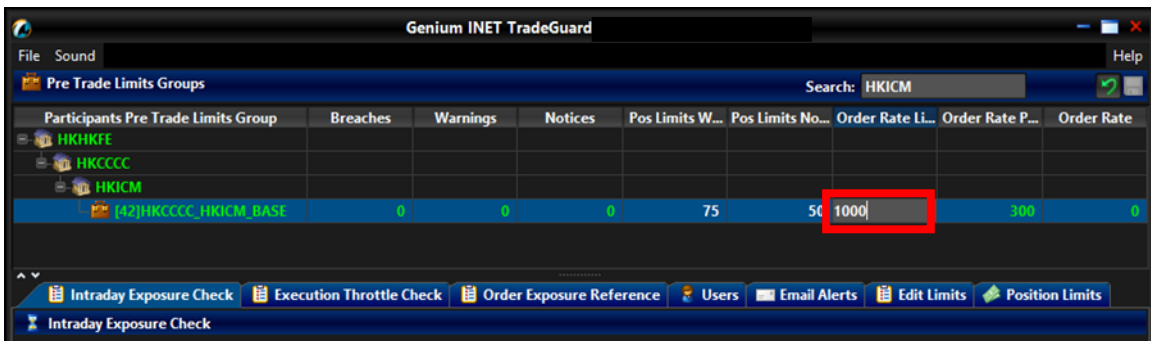 Genium INET TradeGuard
File Sound Help
Pre Trade Limits Groups Search: HKICM
Participants Pre Trade Limits Group Breaches Warnings Notices Pos Limits W... Pos Limits No... Order Rate Li... Order Rate P... Order Rate
HKHKFE
HKCCCC
HKICM
[42]HKCCCC_HKICM_BASE 0 0 0 75 50 1000 300 0
Intraday Exposure Check Execution Throttle Check Order Exposure Reference Users Email Alerts Edit Limits Position Limits
Intraday Exposure Check